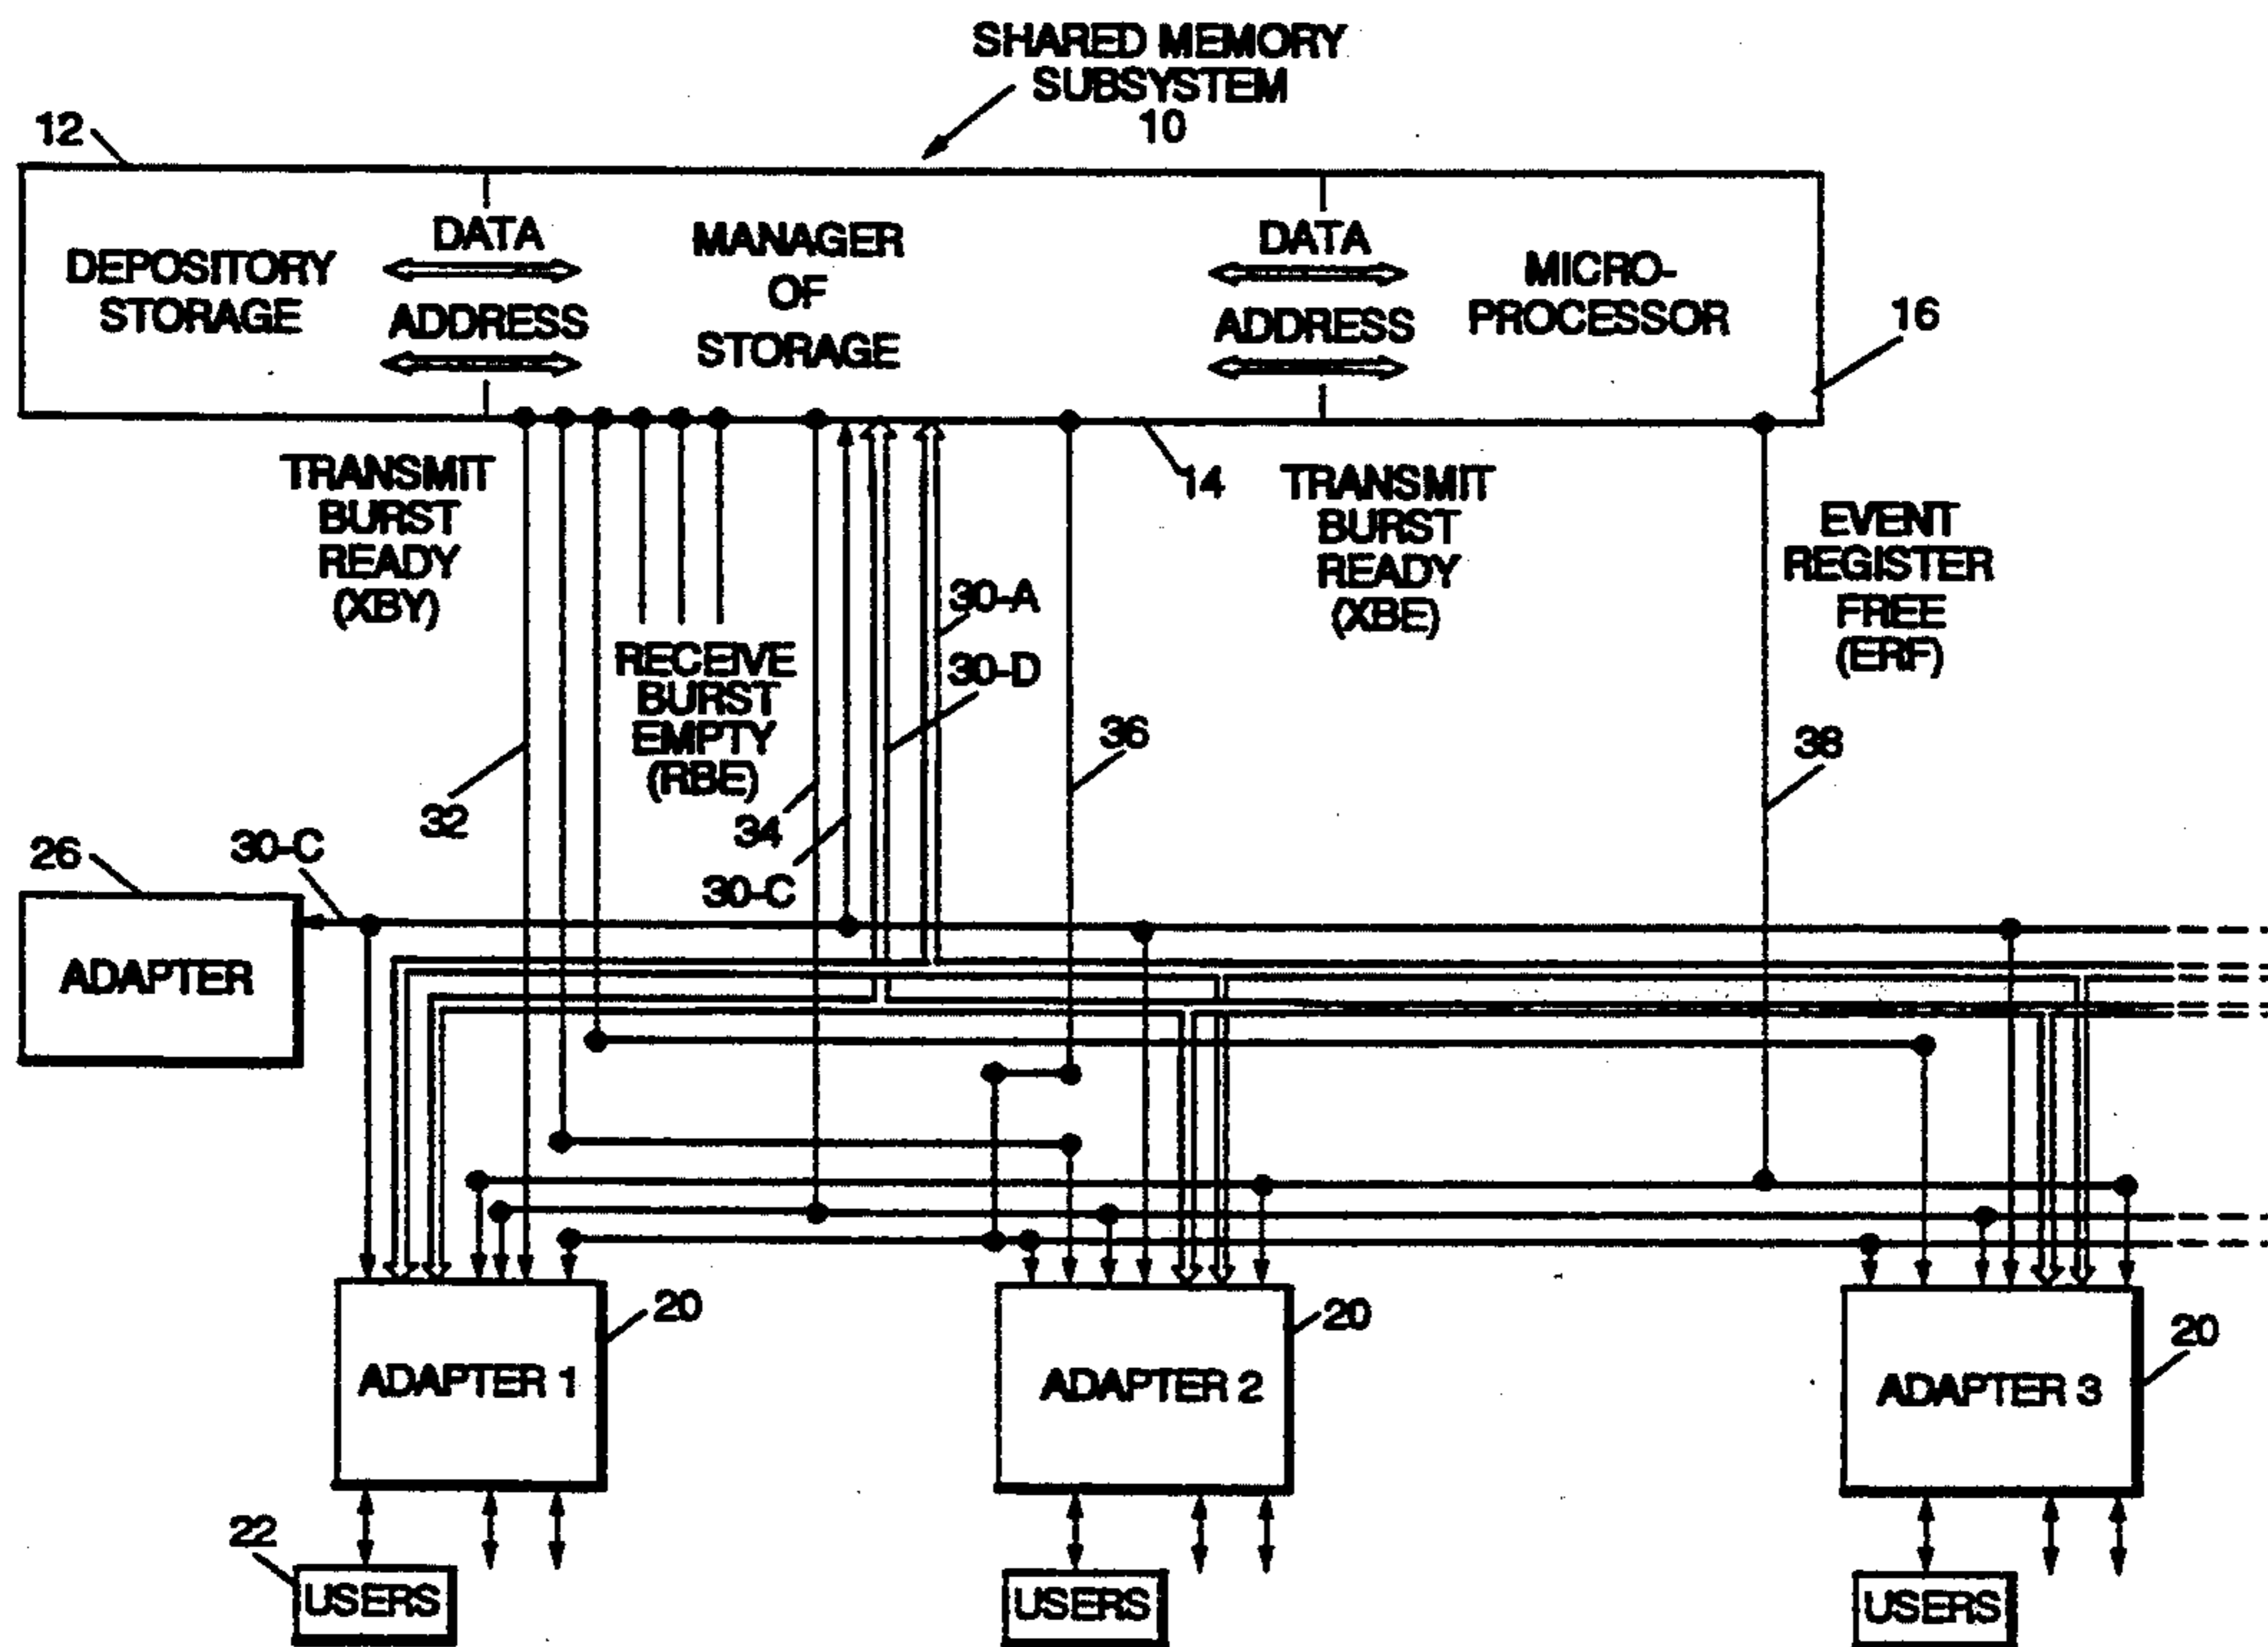 SHARED MEMORY
SUBSYSTEM
10
12
DEPOSITORY
STORAGE
DATA
ADDRESS
MANAGER
OF
STORAGE
DATA
ADDRESS
MICRO-
PROCESSOR
16
14
TRANSMIT
BURST
READY
(XBY)
RECEIVE
BURST
EMPTY
(RBE)
30-A
30-D
TRANSMIT
BURST
READY
(XBE)
EVENT
REGISTER
FREE
(ERF)
32
34
30-C
36
38
26
30-C
ADAPTER
ADAPTER 1
20
ADAPTER 2
20
ADAPTER 3
20
22
USERS
USERS
USERS